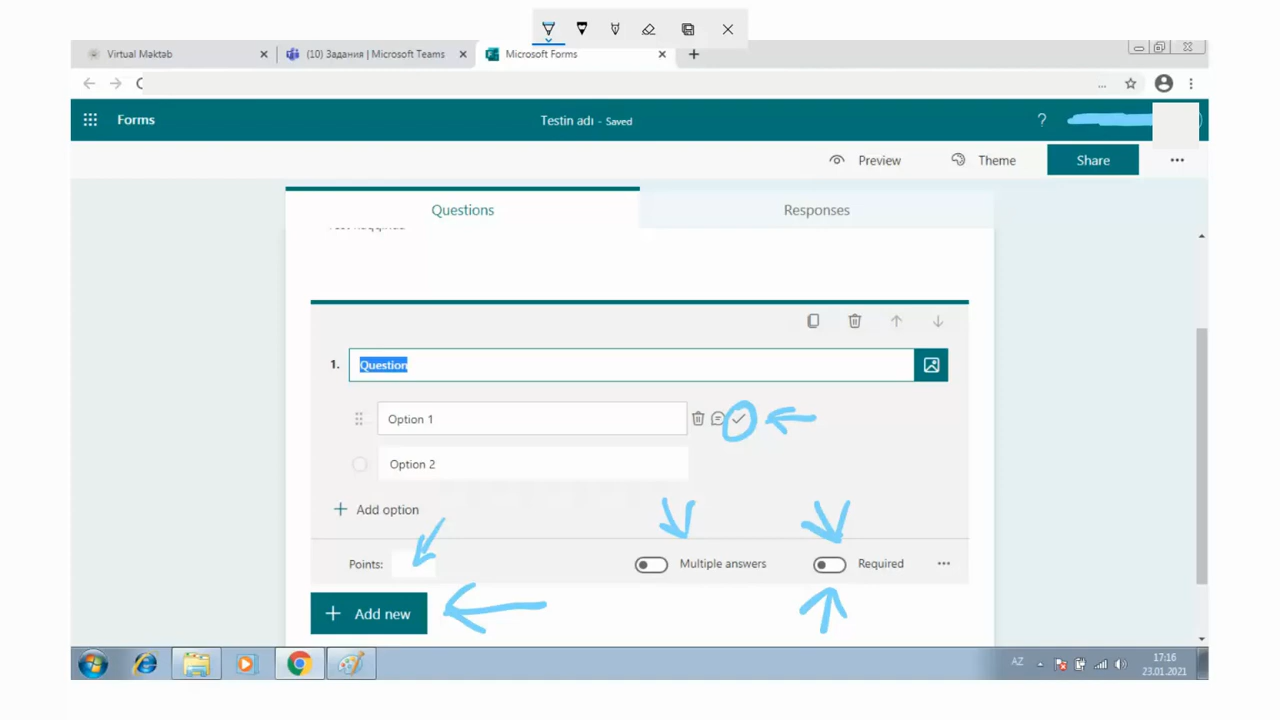 Virtual Məktəb
(10) Задания | Microsoft Teams
Microsoft Forms
Forms
Testin adı - Saved
?
Preview
Theme
Share
Questions
Responses
1. Question
Option 1
Option 2
+ Add option
Points:
Multiple answers
Required
+ Add new
AZ
17:16
23.01.2021